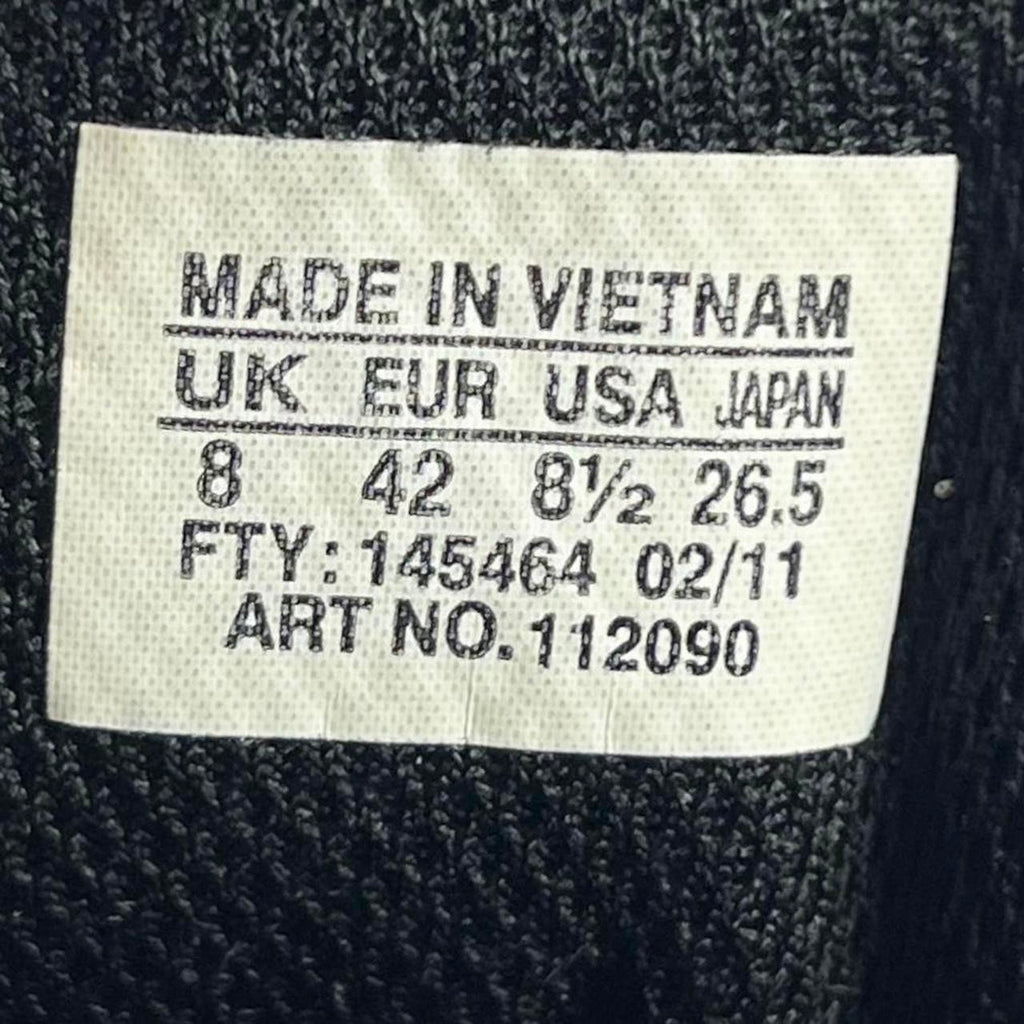 MADE IN VIETNAM
UK EUR USA JAPAN
8 42 8½ 26.5
FTY: 145464 02/11
ART NO. 112090